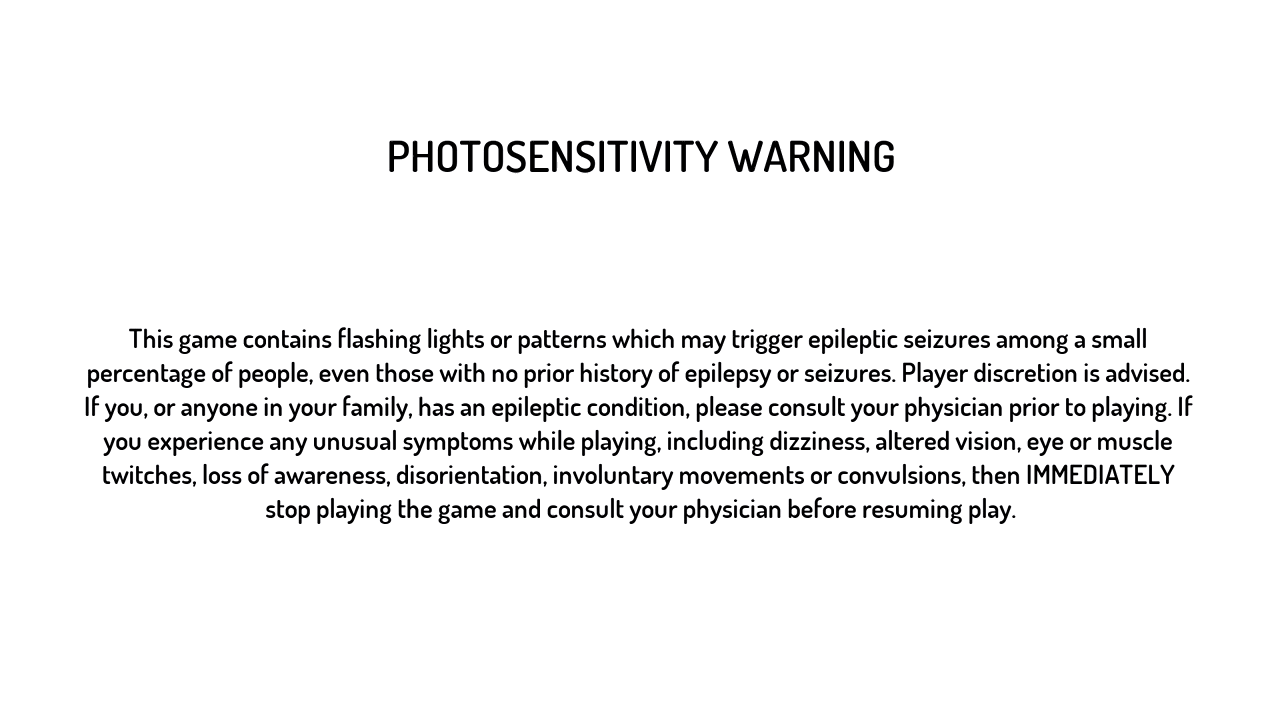 PHOTOSENSITIVITY WARNING
This game contains flashing lights or patterns which may trigger epileptic seizures among a small
percentage of people, even those with no prior history of epilepsy or seizures. Player discretion is advised.
If you, or anyone in your family, has an epileptic condition, please consult your physician prior to playing. If
you experience any unusual symptoms while playing, including dizziness, altered vision, eye or muscle
twitches, loss of awareness, disorientation, involuntary movements or convulsions, then IMMEDIATELY
stop playing the game and consult your physician before resuming play.